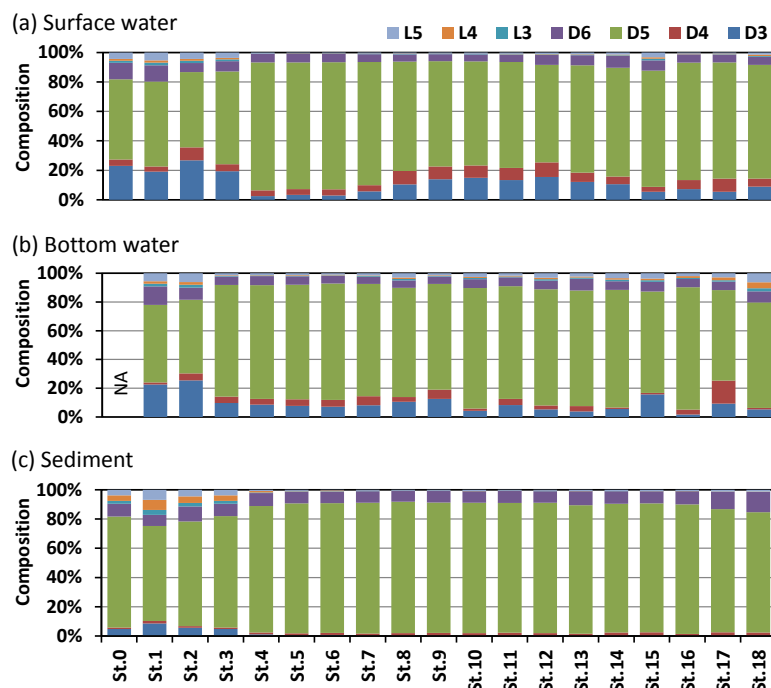 (a) Surface water
L5 L4 L3 D6 D5 D4 D3
100%
80%
60%
40%
20%
0%
Composition
(b) Bottom water
100%
80%
60%
40%
20%
0%
Composition
NA
(c) Sediment
100%
80%
60%
40%
20%
0%
Composition
St.0 St.1 St.2 St.3 St.4 St.5 St.6 St.7 St.8 St.9 St.10 St.11 St.12 St.13 St.14 St.15 St.16 St.17 St.18